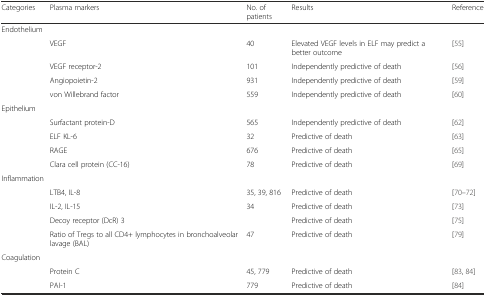 Categories Plasma markers No. of patients Results Reference
Endothelium
VEGF 40 Elevated VEGF levels in ELF may predict a better outcome [55]
VEGF receptor-2 101 Independently predictive of death [56]
Angiopoietin-2 931 Independently predictive of death [59]
von Willebrand factor 559 Independently predictive of death [60]
Epithelium
Surfactant protein-D 565 Independently predictive of death [62]
ELF KL-6 32 Predictive of death [63]
RAGE 676 Predictive of death [65]
Clara cell protein (CC-16) 78 Predictive of death [69]
Inflammation
LTB4, IL-8 35, 39, 816 Predictive of death [70–72]
IL-2, IL-15 34 Predictive of death [73]
Decoy receptor (DcR) 3 Predictive of death [75]
Ratio of Tregs to all CD4+ lymphocytes in bronchoalveolar lavage (BAL) 47 Predictive of death [79]
Coagulation
Protein C 45, 779 Predictive of death [83, 84]
PAI-1 779 Predictive of death [84]